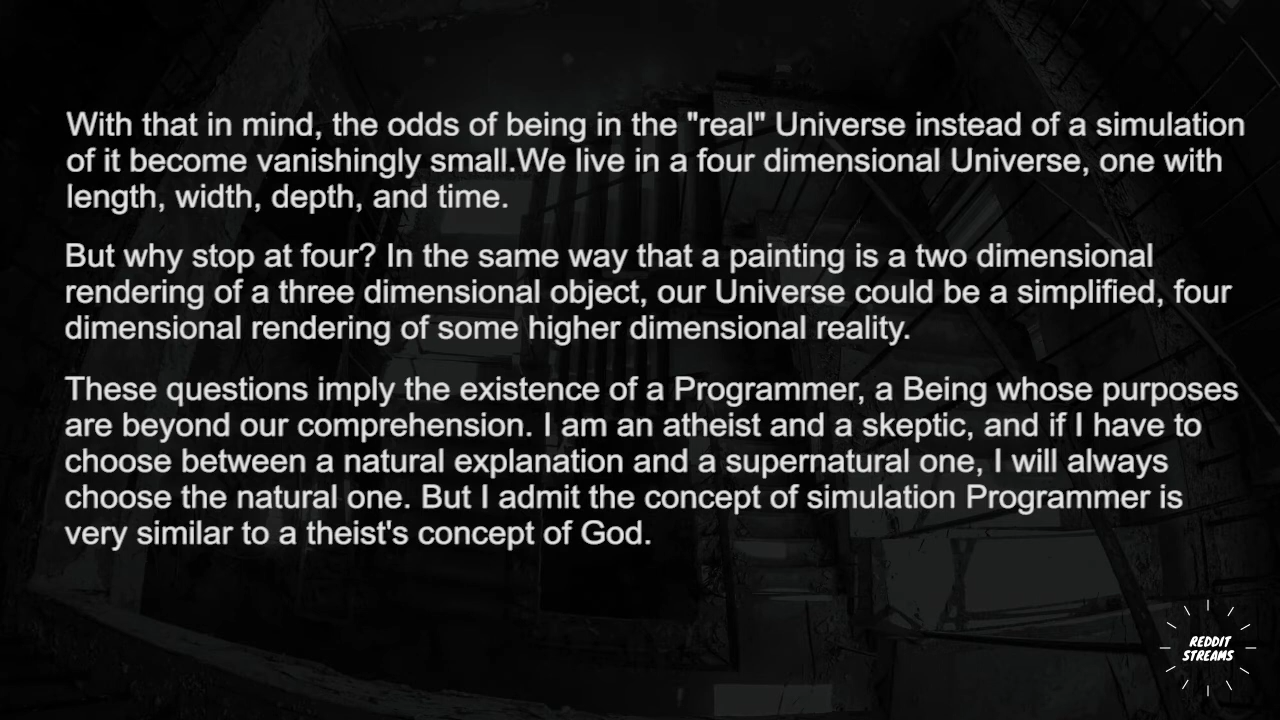 With that in mind, the odds of being in the "real" Universe instead of a simulation
of it become vanishingly small.We live in a four dimensional Universe, one with
length, width, depth, and time.
But why stop at four? In the same way that a painting is a two dimensional
rendering of a three dimensional object, our Universe could be a simplified, four
dimensional rendering of some higher dimensional reality.
These questions imply the existence of a Programmer, a Being whose purposes
are beyond our comprehension. I am an atheist and a skeptic, and if I have to
choose between a natural explanation and a supernatural one, I will always
choose the natural one. But I admit the concept of simulation Programmer is
very similar to a theist's concept of God.
REDDIT
STREAMS